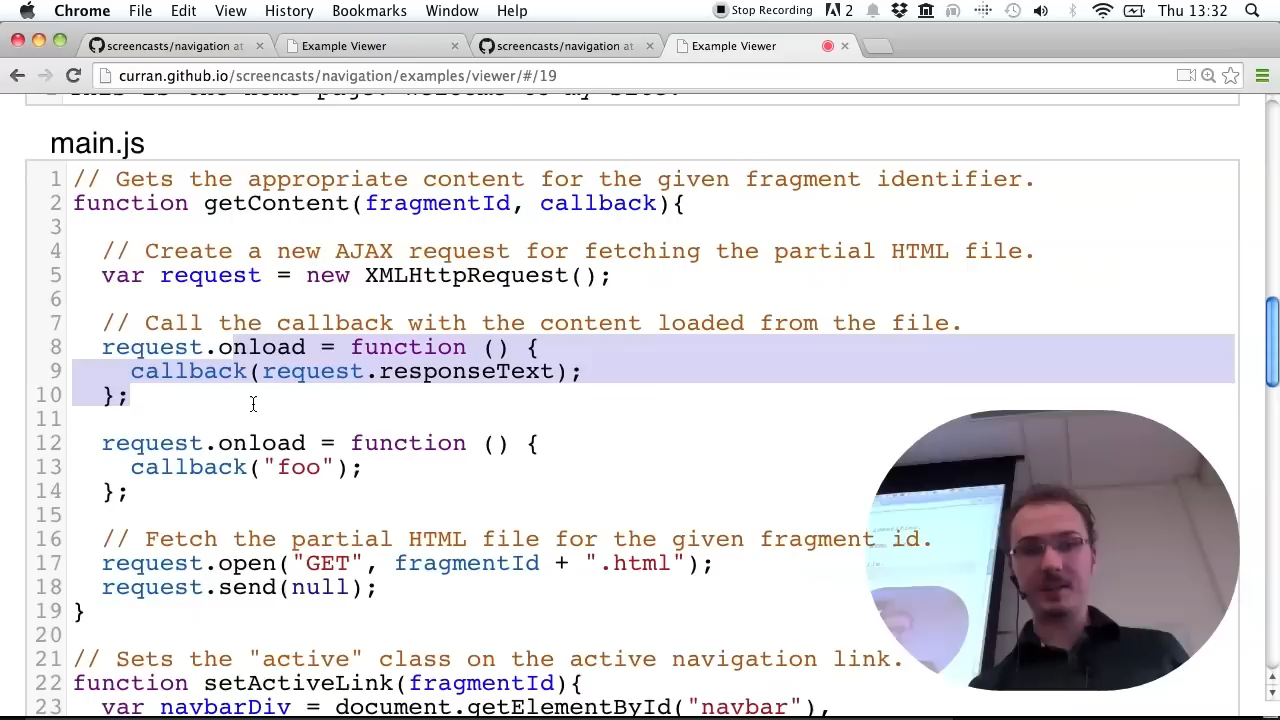 Chrome File Edit View History Bookmarks Window Help Stop Recording 2 Thu 13:32
screencasts/navigation at Example Viewer screencasts/navigation at Example Viewer
curran.github.io/screencasts/navigation/examples/viewer/#/19
main.js
1 // Gets the appropriate content for the given fragment identifier.
2 function getContent(fragmentId, callback){
3
4 // Create a new AJAX request for fetching the partial HTML file.
5 var request = new XMLHttpRequest();
6
7 // Call the callback with the content loaded from the file.
8 request.onload = function () {
9 callback(request.responseText);
10 };
11
12 request.onload = function () {
13 callback("foo");
14 };
15
16 // Fetch the partial HTML file for the given fragment id.
17 request.open("GET", fragmentId + ".html");
18 request.send(null);
19 }
20
21 // Sets the "active" class on the active navigation link.
22 function setActiveLink(fragmentId){
23 var navbarDiv = document.getElementById("navbar"),